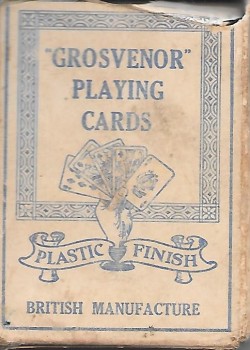 "GROSVENOR"
PLAYING
CARDS
PLASTIC FINISH
BRITISH MANUFACTURE